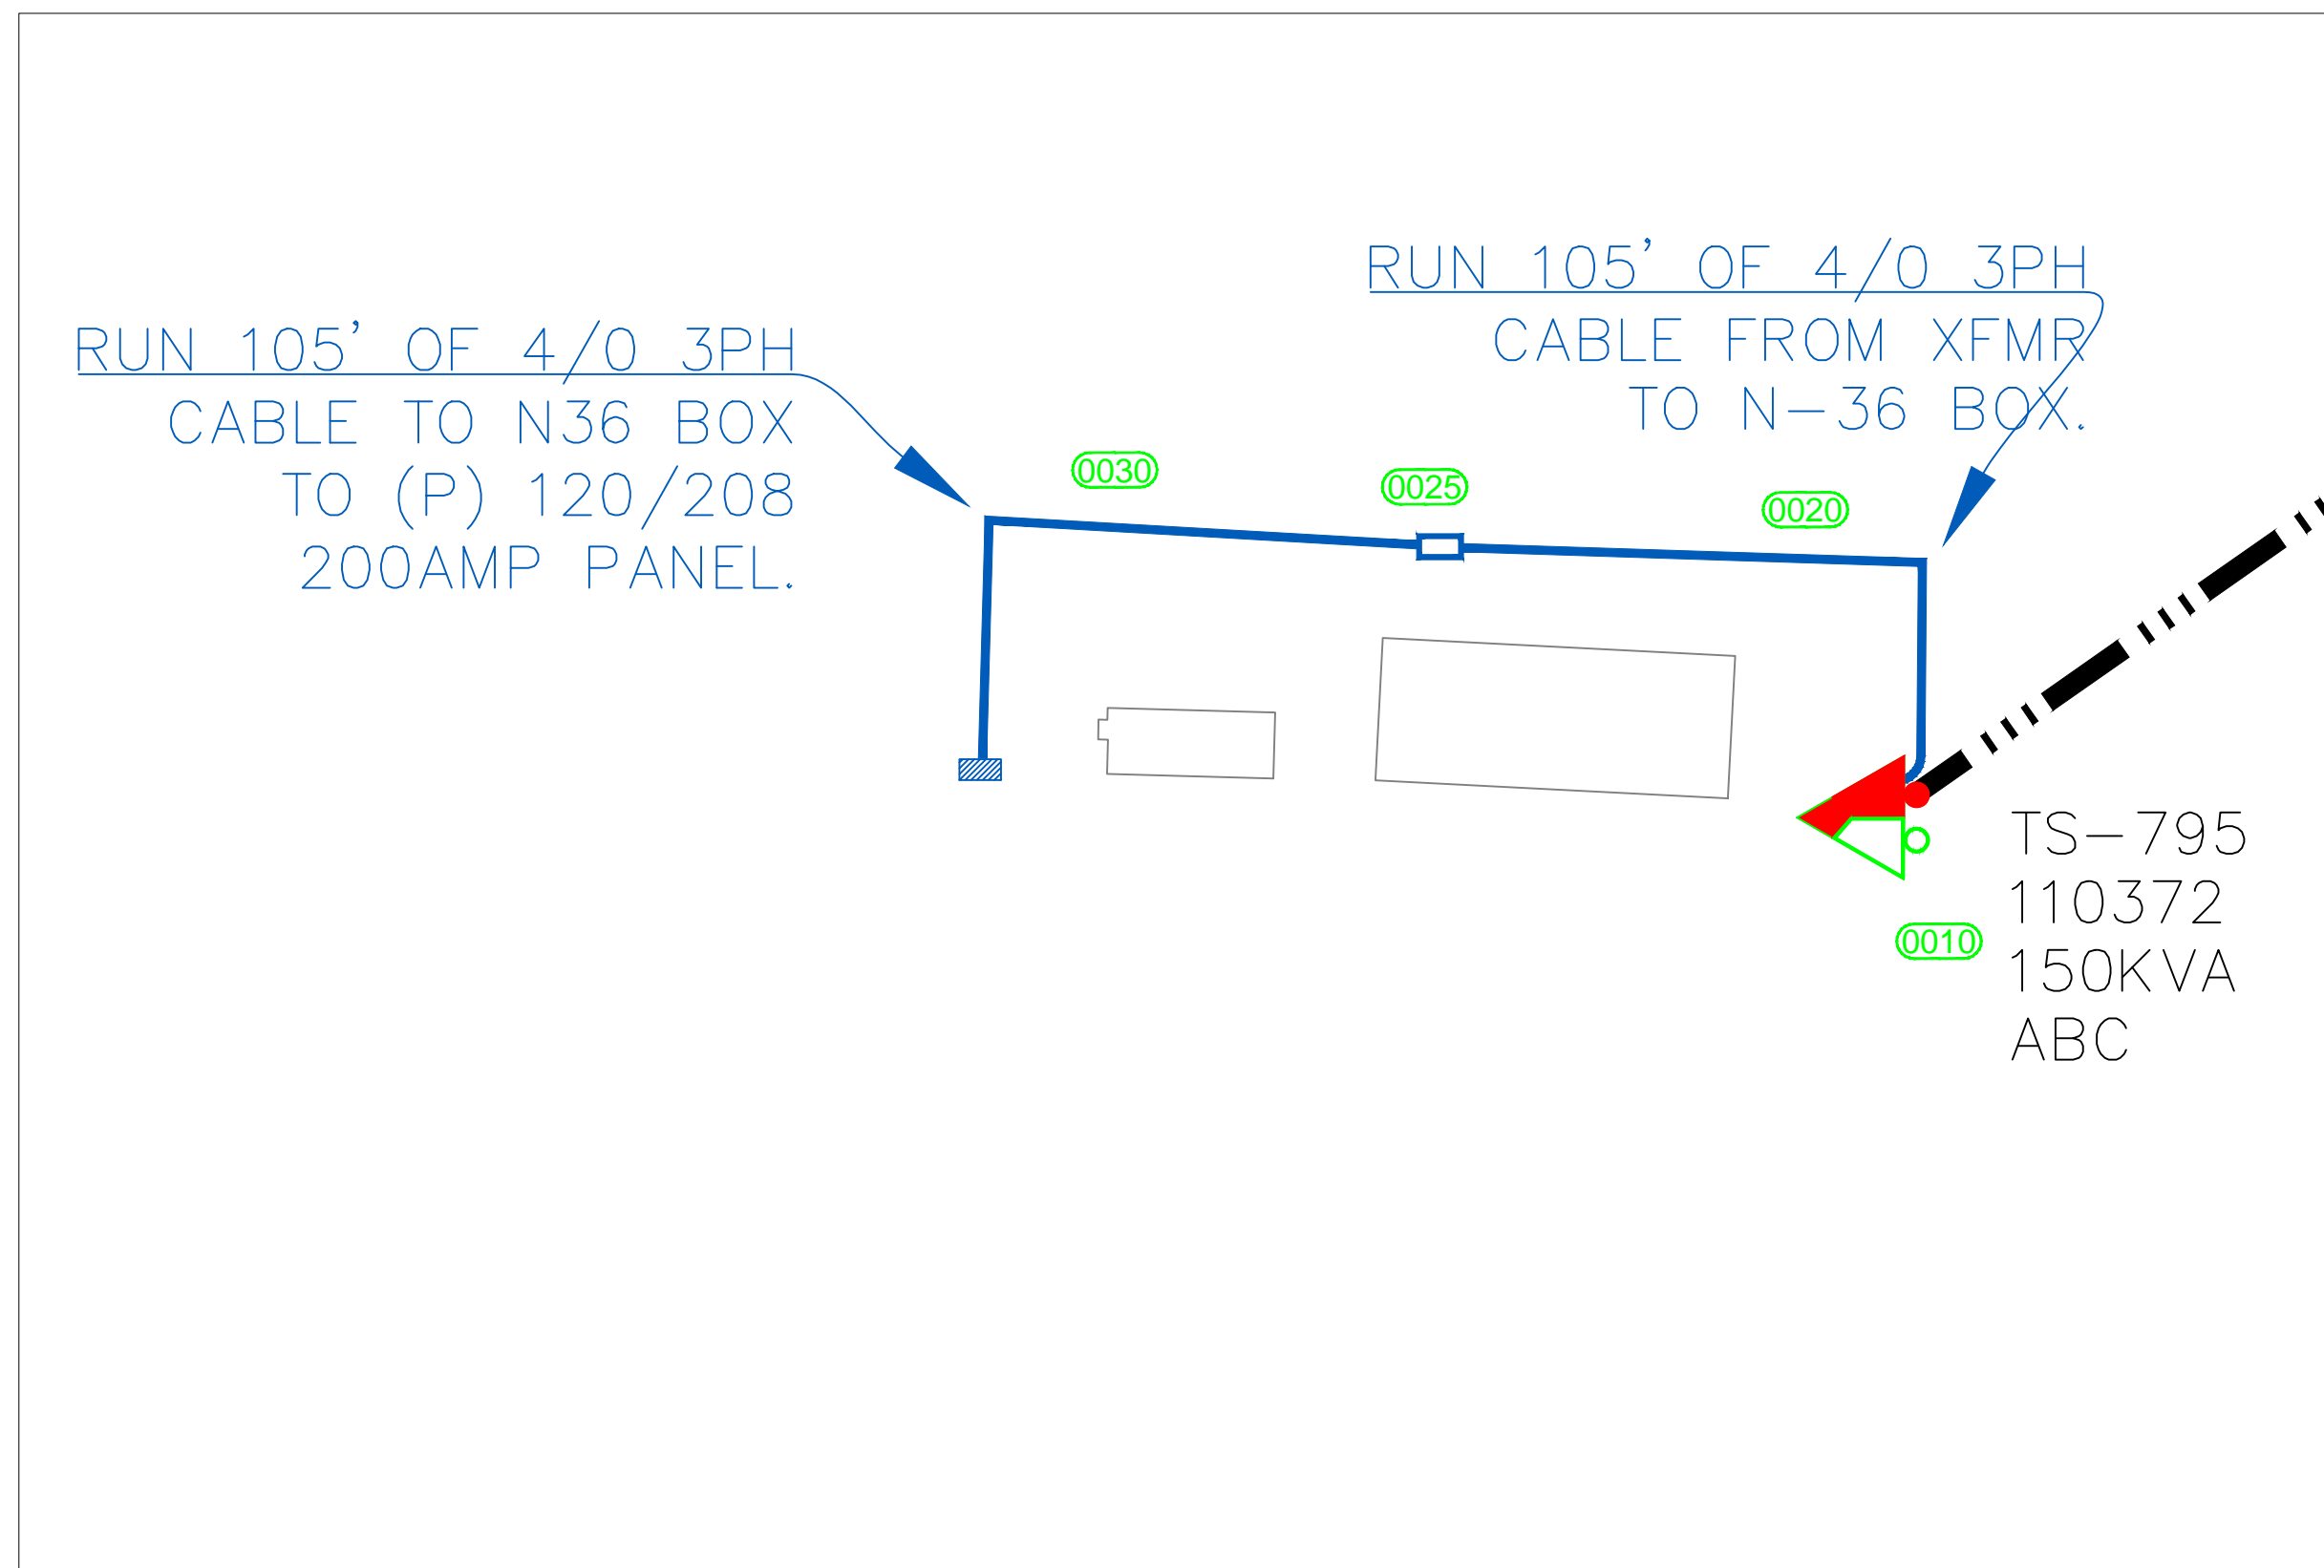 RUN 105' OF 4/0 3PH
CABLE TO N36 BOX
TO (P) 120/208
200AMP PANEL.
RUN 105' OF 4/0 3PH
CABLE FROM XFMR
TO N-36 BOX.
0030
0025
0020
0010
TS-795
110372
150KVA
ABC